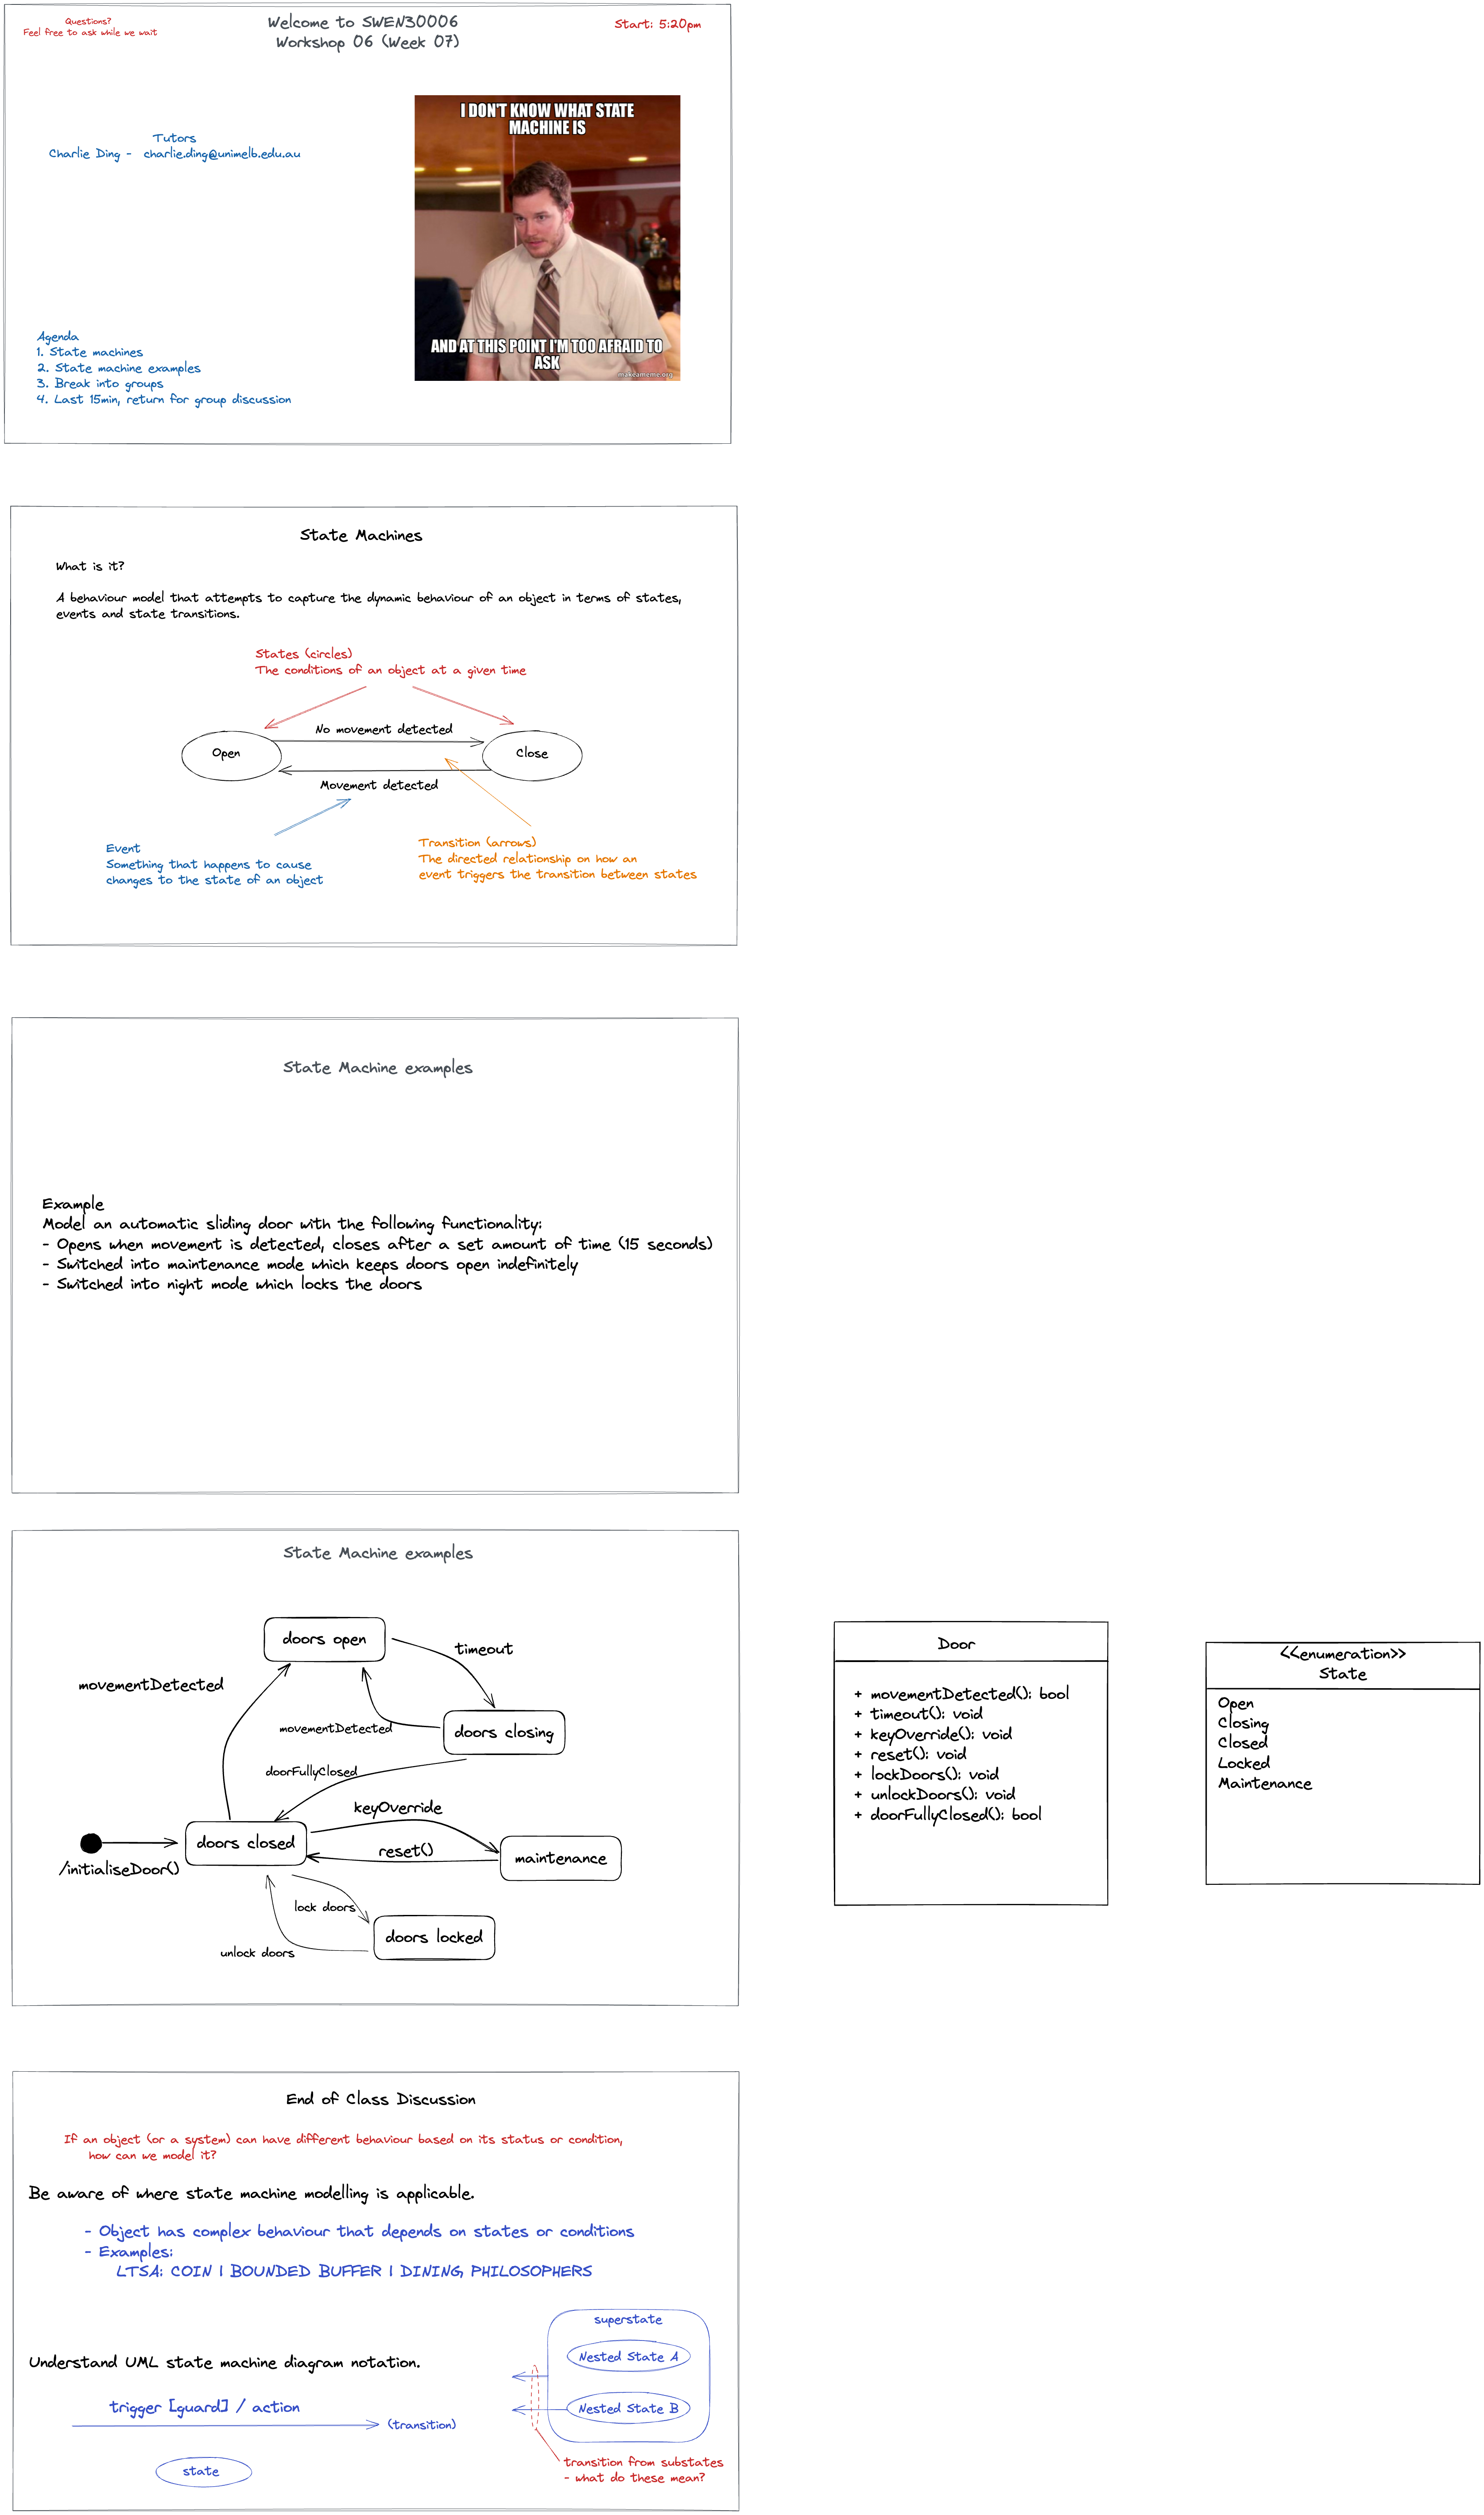 Questions?
Feel free to ask while we wait
Welcome to SWEN30006
Workshop 06 (Week 07)
Start: 5:20pm
Tutors
Charlie Ding - charlie.ding@unimelb.edu.au
I DON'T KNOW WHAT STATE
MACHINE IS
AND AT THIS POINT I'M TOO AFRAID TO
ASK
makeameme.org
Agenda
1. State machines
2. State machine examples
3. Break into groups
4. Last 15min, return for group discussion
State Machines
What is it?
A behaviour model that attempts to capture the dynamic behaviour of an object in terms of states,
events and state transitions.
States (circles)
The conditions of an object at a given time
No movement detected
Open
Close
Movement detected
Event
Something that happens to cause
changes to the state of an object
Transition (arrows)
The directed relationship on how an
event triggers the transition between states
State Machine examples
Example
Model an automatic sliding door with the following functionality:
- Opens when movement is detected, closes after a set amount of time (15 seconds)
- Switched into maintenance mode which keeps doors open indefinitely
- Switched into night mode which locks the doors
State Machine examples
doors open
timeout
movementDetected
movementDetected
doors closing
doorFullyClosed
keyOverride
doors closed
reset()
maintenance
/initialiseDoor()
lock doors
doors locked
unlock doors
Door
+ movementDetected(): bool
+ timeout(): void
+ keyOverride(): void
+ reset(): void
+ lockDoors(): void
+ unlockDoors(): void
+ doorFullyClosed(): bool
<<enumeration>>
State
Open
Closing
Closed
Locked
Maintenance
End of Class Discussion
If an object (or a system) can have different behaviour based on its status or condition,
how can we model it?
Be aware of where state machine modelling is applicable.
- Object has complex behaviour that depends on states or conditions
- Examples:
LTSA: COIN | BOUNDED BUFFER | DINING PHILOSOPHERS
superstate
Nested State A
Nested State B
Understand UML state machine diagram notation.
trigger [guard] / action
(transition)
state
transition from substates
- what do these mean?